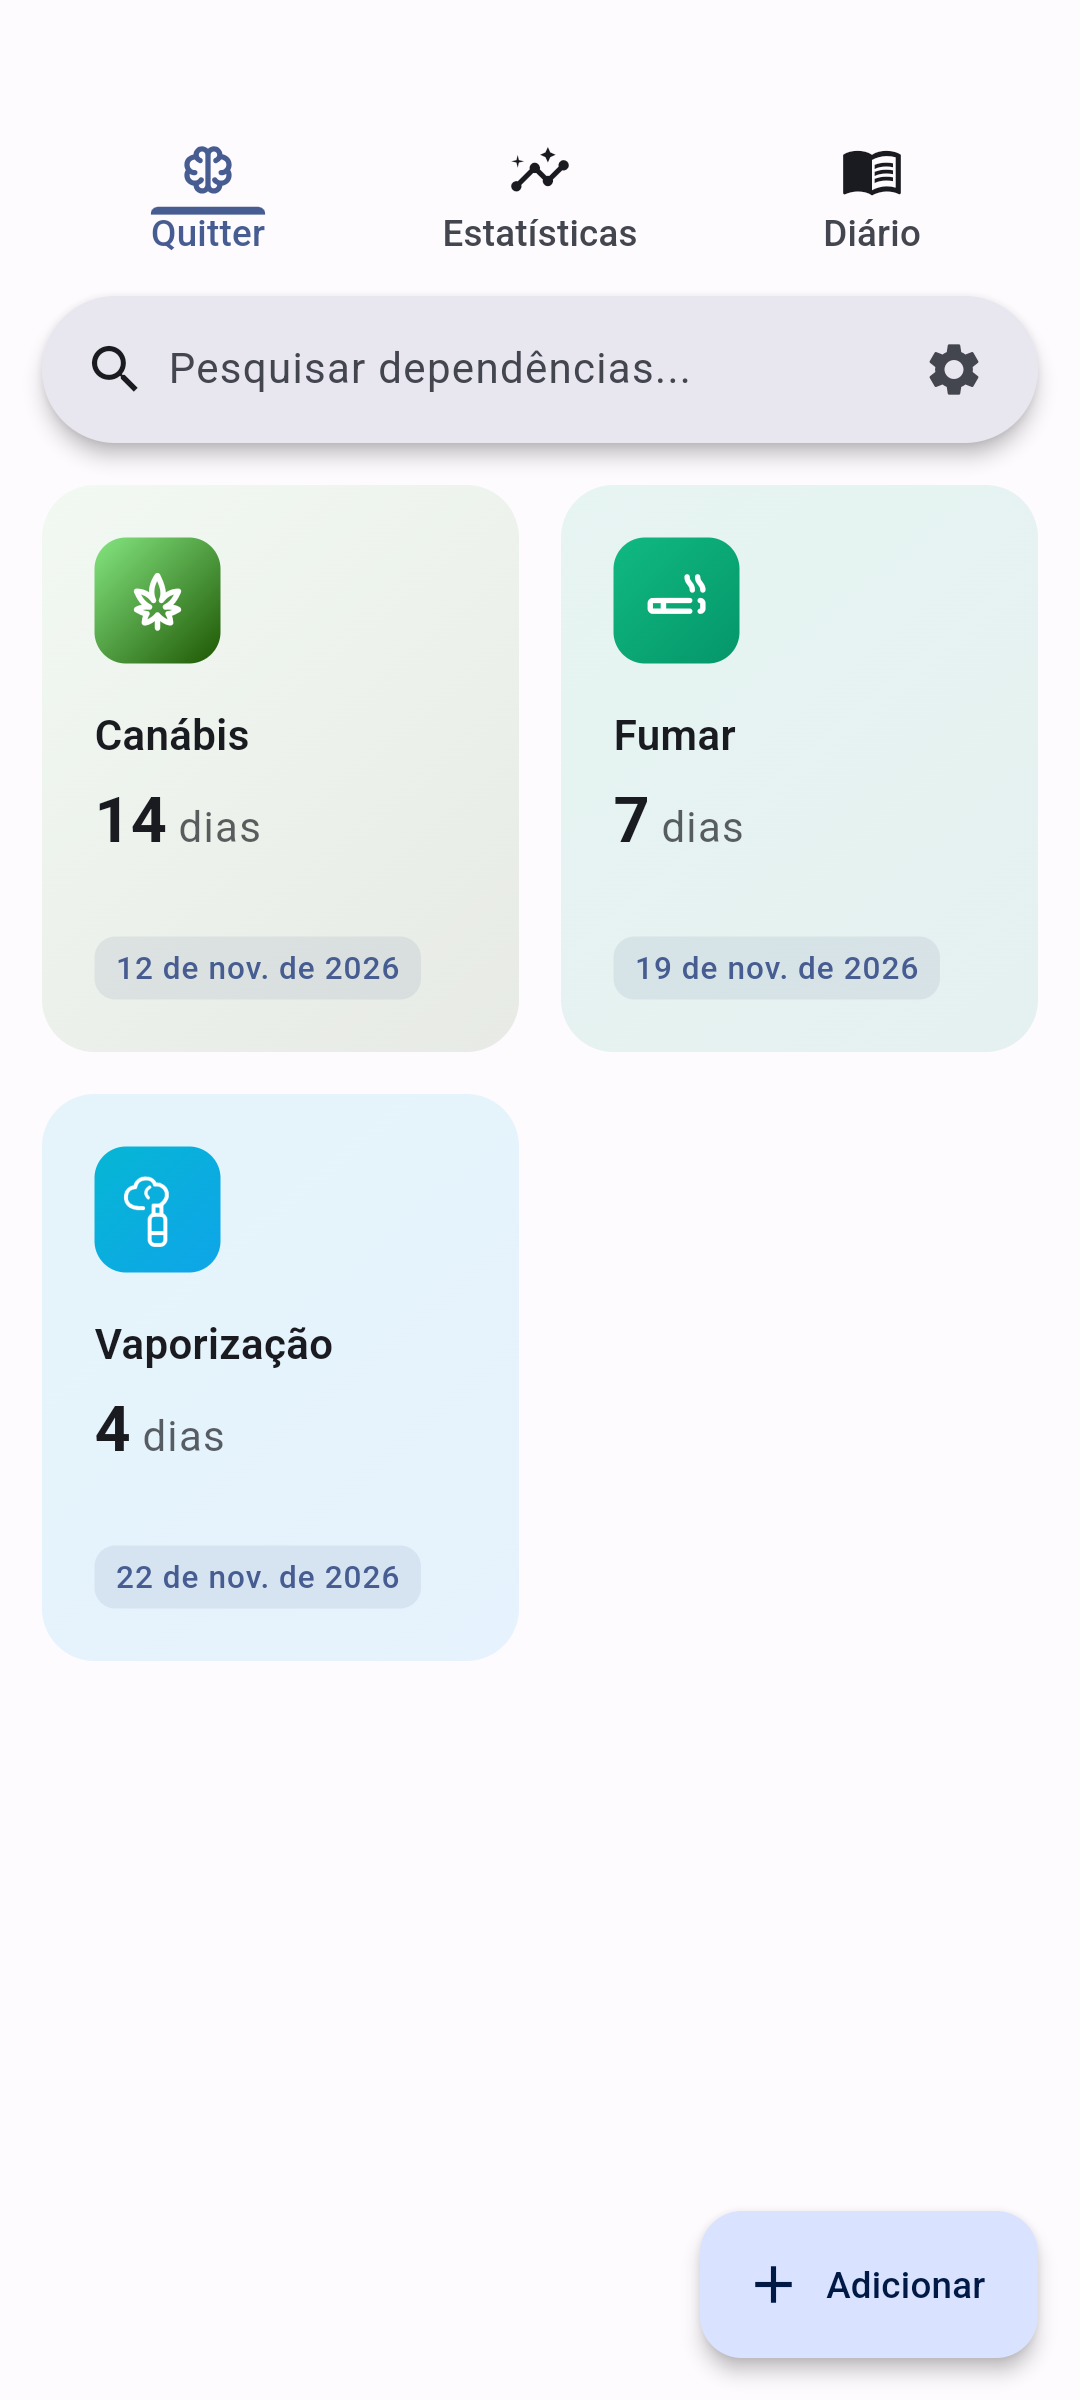 Quitter
Estatísticas
Diário
Pesquisar dependências...
Canábis
14 dias
12 de nov. de 2026
Fumar
7 dias
19 de nov. de 2026
Vaporização
4 dias
22 de nov. de 2026
Adicionar